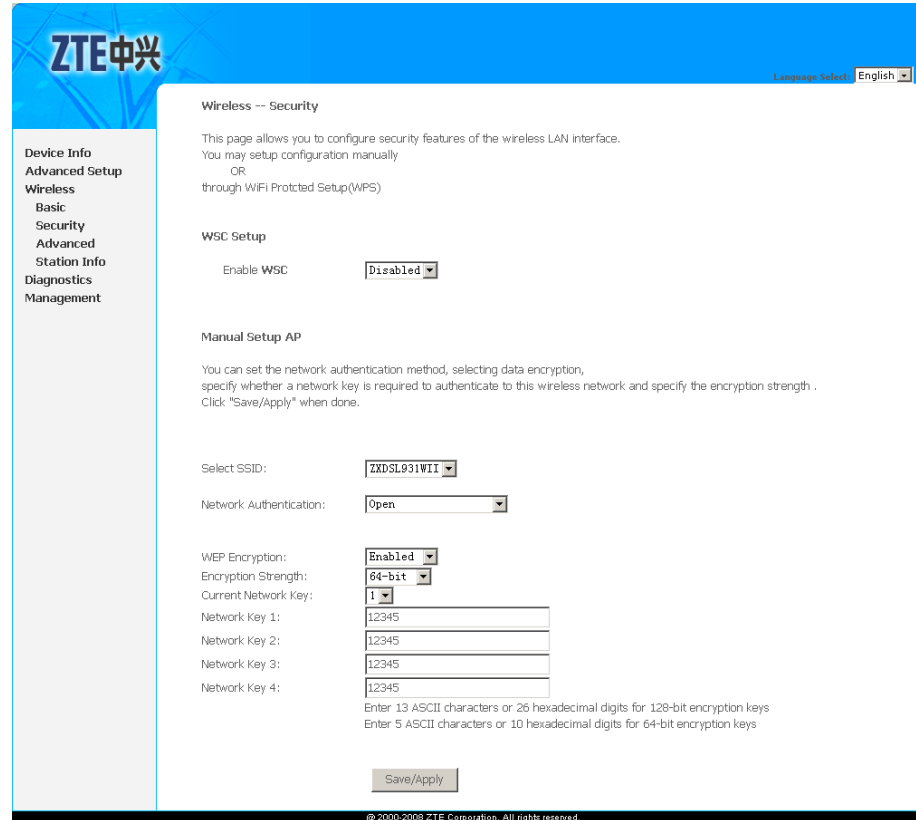 ZTE中兴
Language Select: English
Wireless -- Security
This page allows you to configure security features of the wireless LAN interface.
You may setup configuration manually
OR
through WiFi Protcted Setup(WPS)
Device Info
Advanced Setup
Wireless
Basic
Security
Advanced
Station Info
Diagnostics
Management
WSC Setup
Enable WSC Disabled
Manual Setup AP
You can set the network authentication method, selecting data encryption,
specify whether a network key is required to authenticate to this wireless network and specify the encryption strength .
Click "Save/Apply" when done.
Select SSID: ZXDSL931WII
Network Authentication: Open
WEP Encryption: Enabled
Encryption Strength: 64-bit
Current Network Key: 1
Network Key 1: 12345
Network Key 2: 12345
Network Key 3: 12345
Network Key 4: 12345
Enter 13 ASCII characters or 26 hexadecimal digits for 128-bit encryption keys
Enter 5 ASCII characters or 10 hexadecimal digits for 64-bit encryption keys
Save/Apply
@ 2000-2008 ZTE Corporation. All rights reserved.